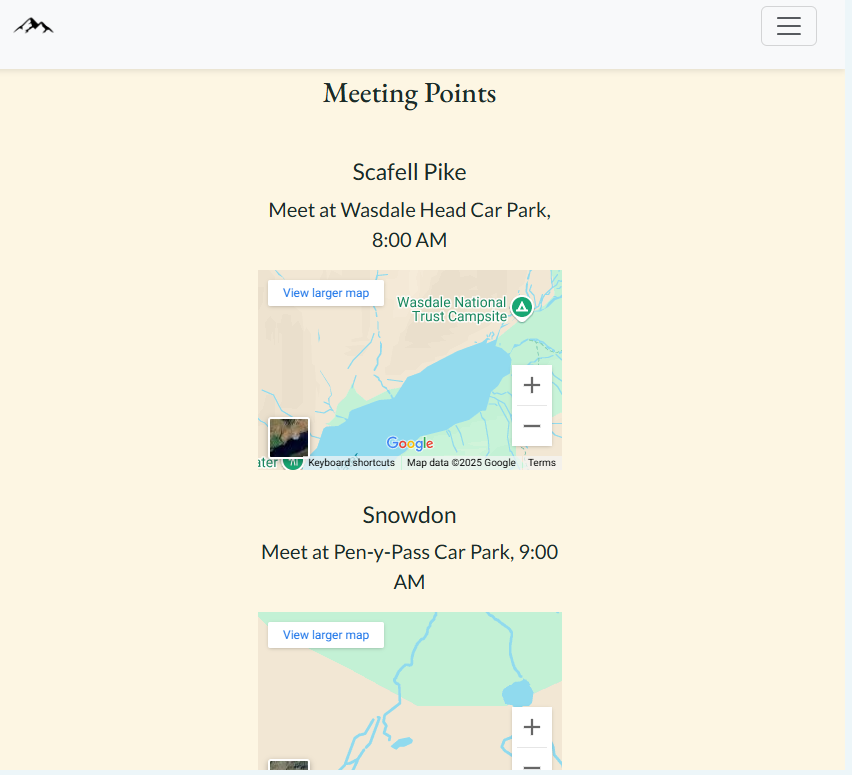 Meeting Points
Scafell Pike
Meet at Wasdale Head Car Park,
8:00 AM
View larger map
Wasdale National
Trust Campsite
Google
ater
Keyboard shortcuts
Map data ©2025 Google
Terms
Snowdon
Meet at Pen-y-Pass Car Park, 9:00
AM
View larger map